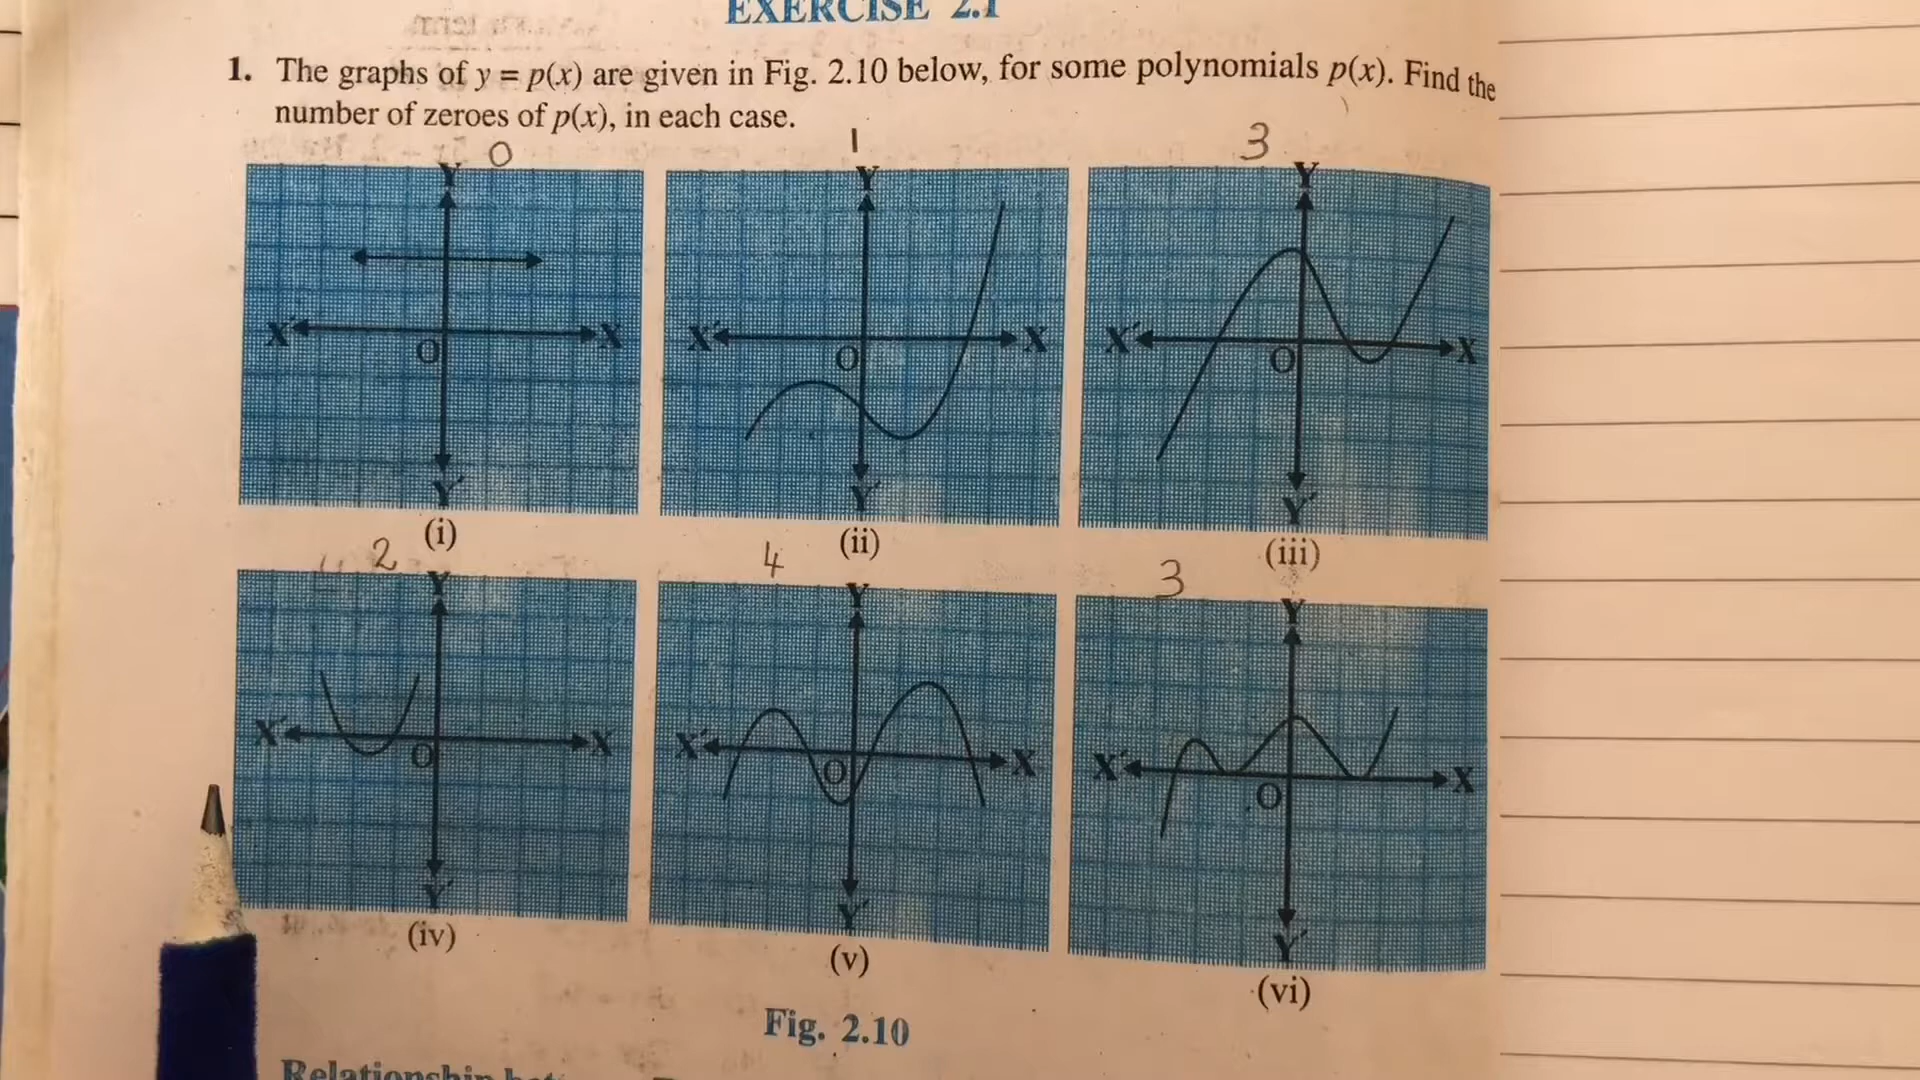 EXERCISE 2.1
1. The graphs of y = p(x) are given in Fig. 2.10 below, for some polynomials p(x). Find the
number of zeroes of p(x), in each case.
0 1 3
Y Y Y
X′ X X′ X X′ X
O O O
Y′ Y′ Y′
(i) (ii) (iii)
2 4 3
Y Y Y
X′ X X′ X X′ X
O O O
Y′ Y′ Y′
(iv) (v) (vi)
Fig. 2.10
Relationship